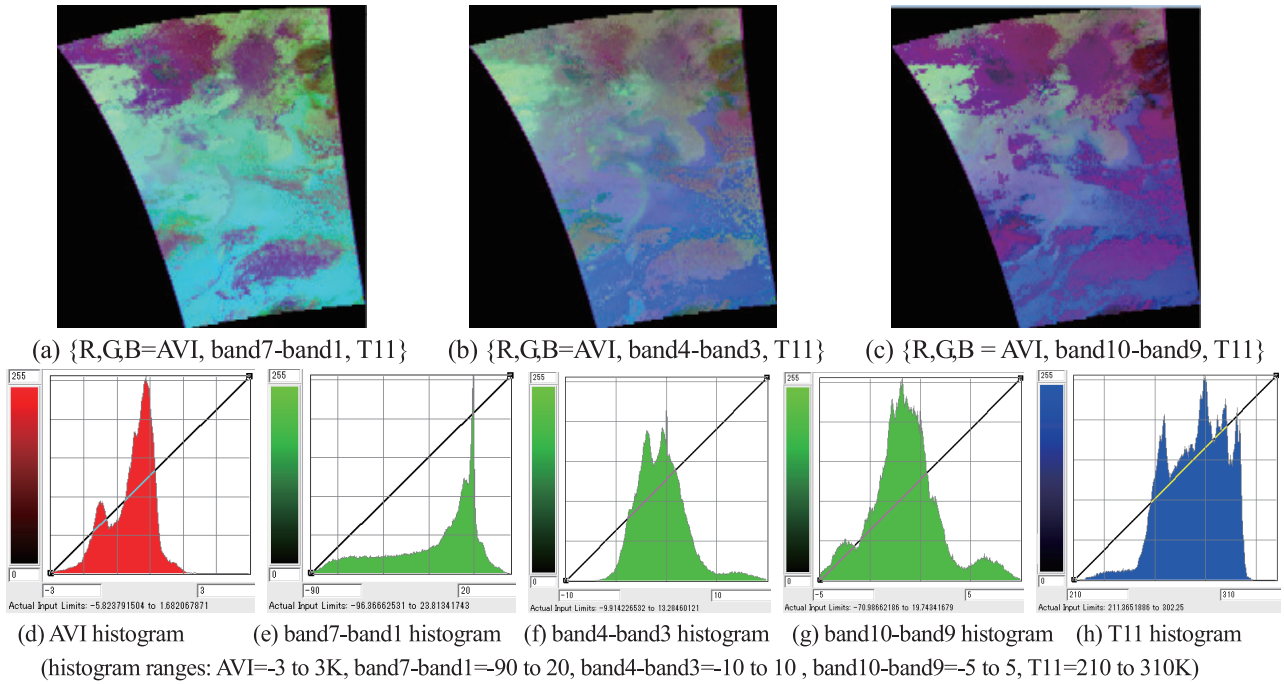 (a) {R,G,B=AVI, band7-band1, T11}
(b) {R,G,B=AVI, band4-band3, T11}
(c) {R,G,B = AVI, band10-band9, T11}
255
0
-3
3
Actual Input Limits: -5.823791504 to 1.682067871
(d) AVI histogram
255
0
-90
20
Actual Input Limits: -96.36662531 to 23.81341743
(e) band7-band1 histogram
255
0
-10
10
Actual Input Limits: -9.914226532 to 13.28460121
(f) band4-band3 histogram
255
0
-5
5
Actual Input Limits: -70.98662186 to 19.74341679
(g) band10-band9 histogram
255
0
210
310
Actual Input Limits: 211.3651886 to 302.25
(h) T11 histogram
(histogram ranges: AVI=-3 to 3K, band7-band1=-90 to 20, band4-band3=-10 to 10 , band10-band9=-5 to 5, T11=210 to 310K)